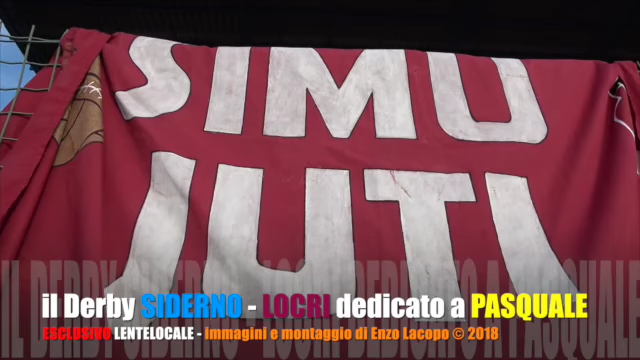 SIMU
JUTI
IL DERBY SIDERNO - LOCRI DEDICATO A PASQUALE
il Derby SIDERNO - LOCRI dedicato a PASQUALE
ESCLUSIVO LENTELOCALE - immagini e montaggio di Enzo Lacopo © 2018